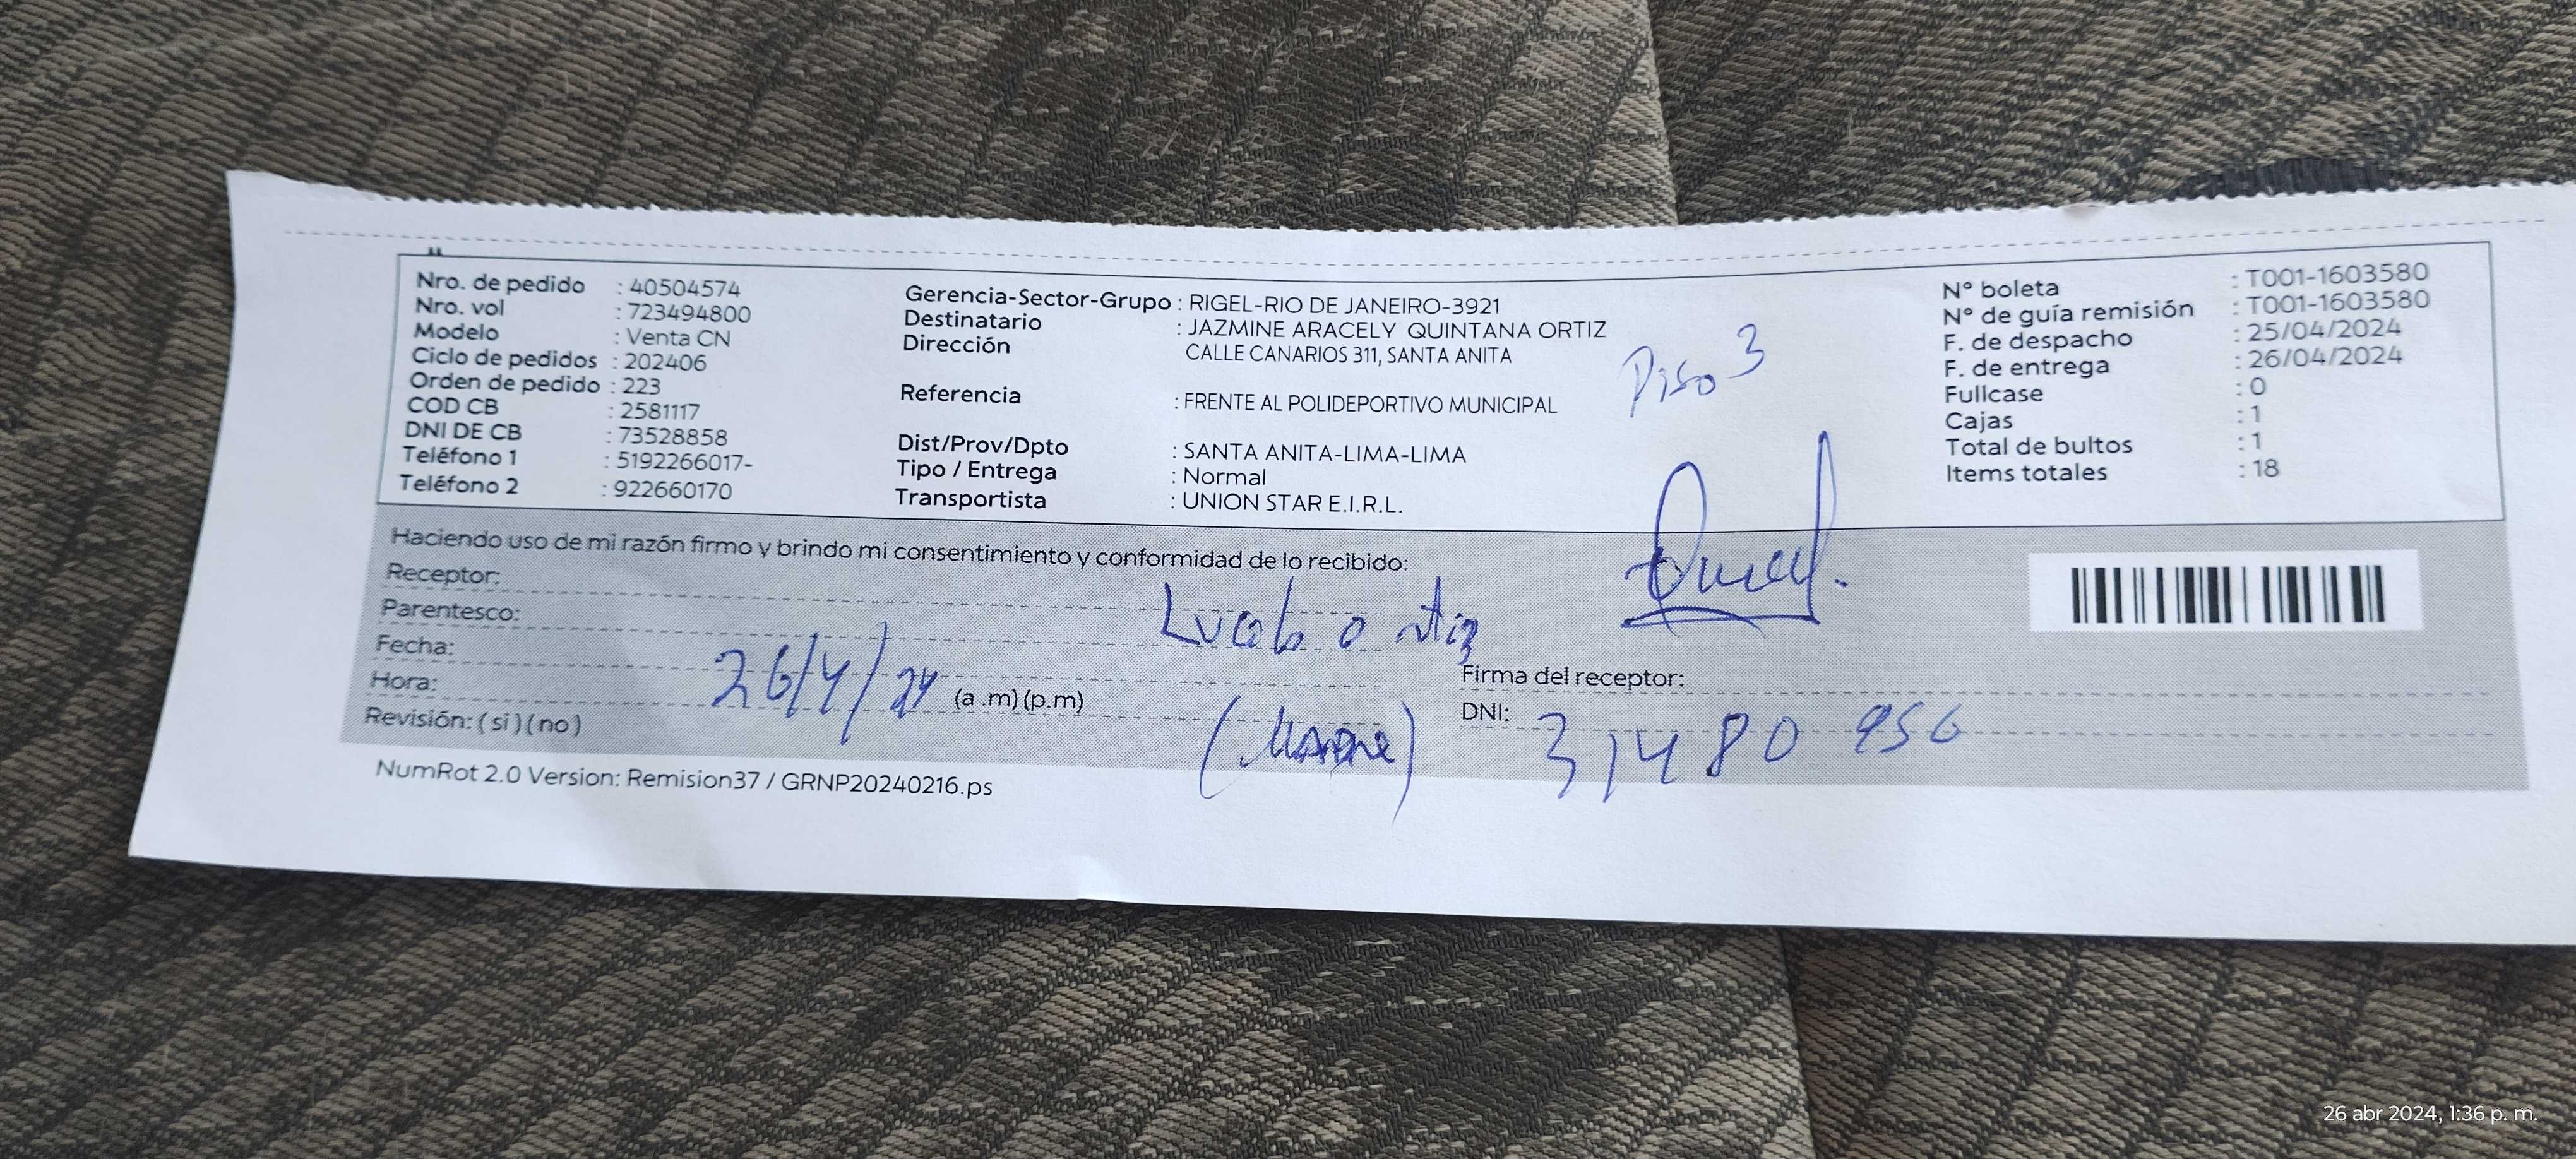 Nro. de pedido : 40504574
Nro. vol : 723494800
Modelo : Venta CN
Ciclo de pedidos : 202406
Orden de pedido : 223
COD CB : 2581117
DNI DE CB : 73528858
Teléfono 1 : 5192266017-
Teléfono 2 : 922660170
Gerencia-Sector-Grupo : RIGEL-RIO DE JANEIRO-3921
Destinatario : JAZMINE ARACELY QUINTANA ORTIZ
Dirección CALLE CANARIOS 311, SANTA ANITA
Piso 3
Referencia : FRENTE AL POLIDEPORTIVO MUNICIPAL
Dist/Prov/Dpto : SANTA ANITA-LIMA-LIMA
Tipo / Entrega : Normal
Transportista : UNION STAR E.I.R.L.
N° boleta : T001-1603580
N° de guía remisión : T001-1603580
F. de despacho : 25/04/2024
F. de entrega : 26/04/2024
Fullcase : 0
Cajas : 1
Total de bultos : 1
Items totales : 18
Haciendo uso de mi razón firmo y brindo mi consentimiento y conformidad de lo recibido:
Receptor:
Parentesco: ortiz
Fecha: 26/4/24
Hora: (a .m) (p.m)
Revisión: ( si ) ( no )
Firma del receptor:
DNI: 31480956
NumRot 2.0 Version: Remision37 / GRNP20240216.ps
26 abr 2024, 1:36 p. m.